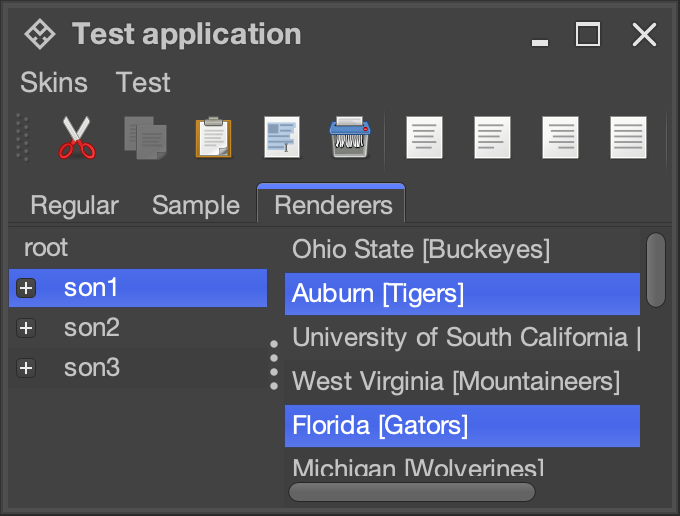 Test application
Skins Test
Regular Sample Renderers
root
son1
son2
son3
Ohio State [Buckeyes]
Auburn [Tigers]
University of South California [
West Virginia [Mountaineers]
Florida [Gators]
Michigan [Wolverines]